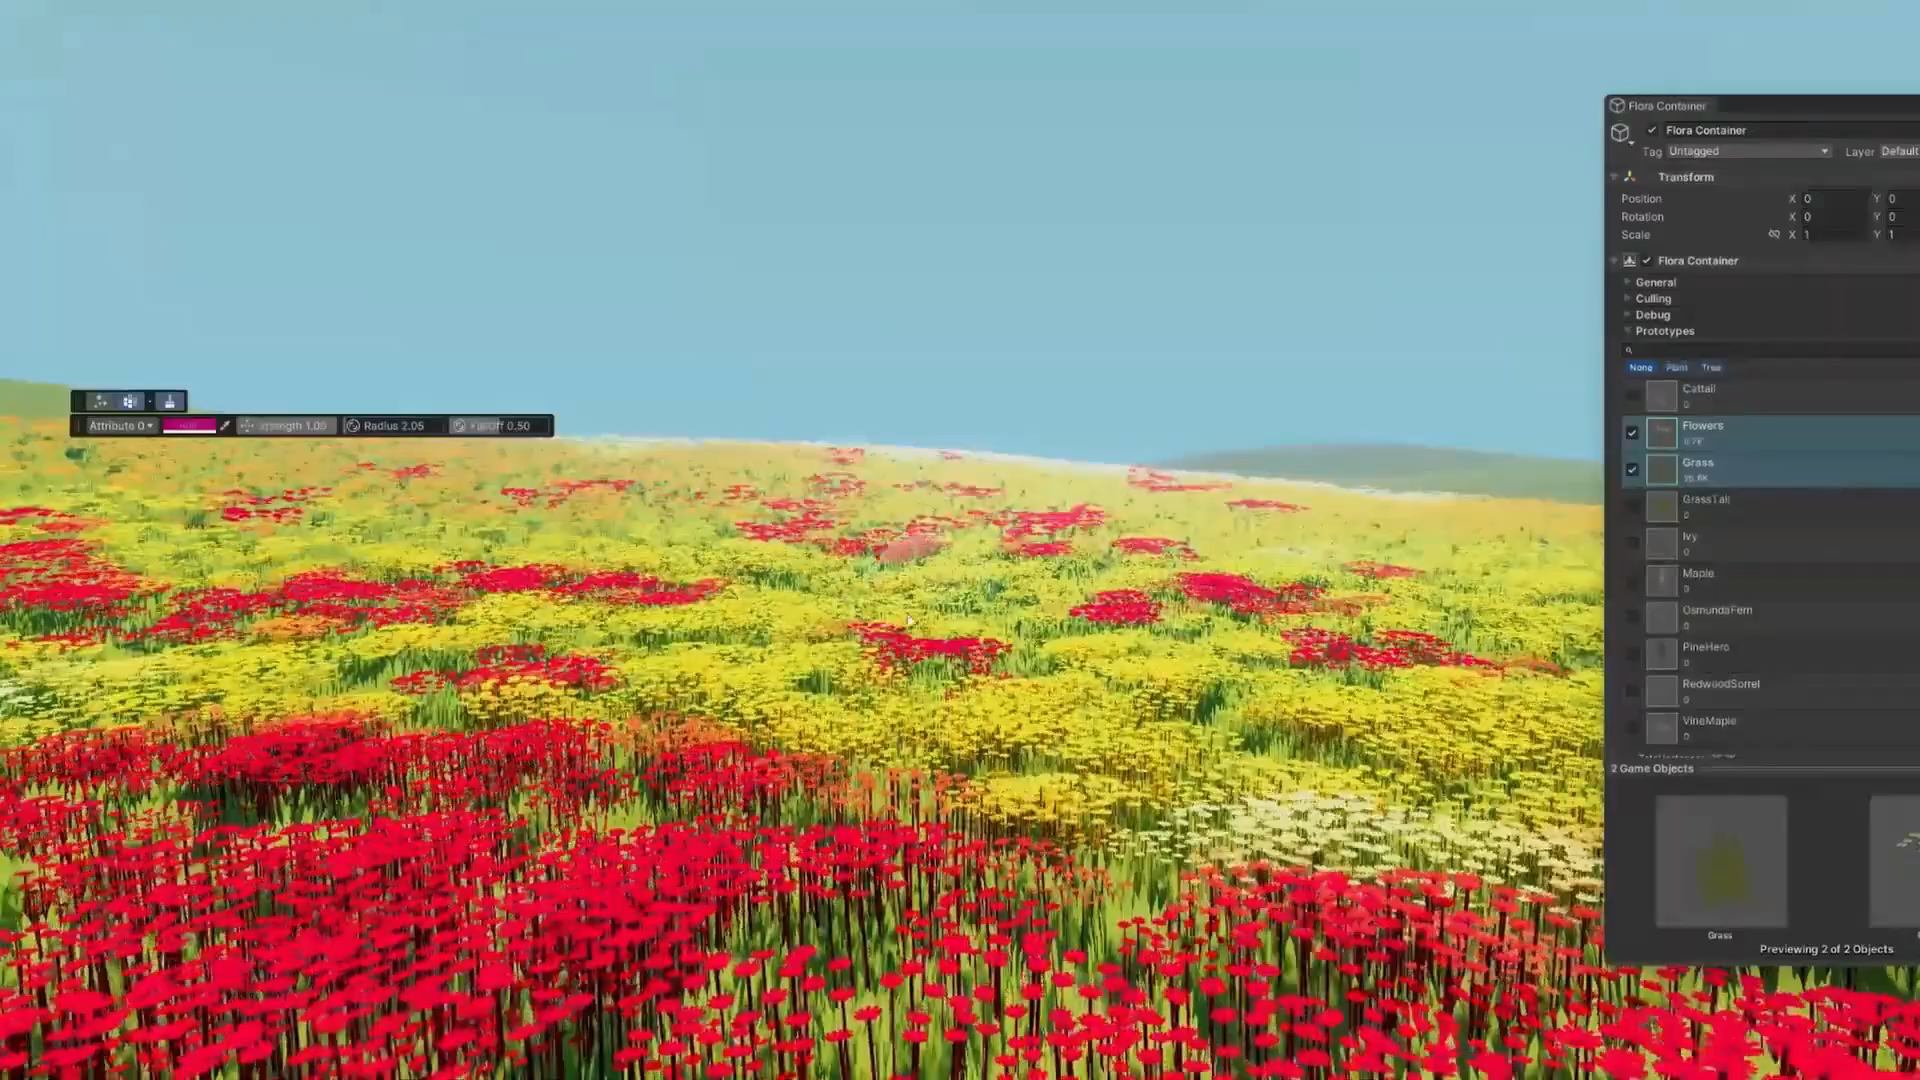 Flora Container
Flora Container
Tag Untagged Layer Default
Transform
Position X 0 Y 0
Rotation X 0 Y 0
Scale X 1 Y 1
Flora Container
General
Culling
Debug
Prototypes
None Plant Tree
Cattail
0
Flowers
Grass
GrassTall
0
Ivy
0
Maple
0
OsmundaFern
0
PineHero
0
RedwoodSorrel
0
VineMaple
0
2 Game Objects
Grass
Previewing 2 of 2 Objects
Attribute 0 Strength 1.00 Radius 2.05 Falloff 0.50